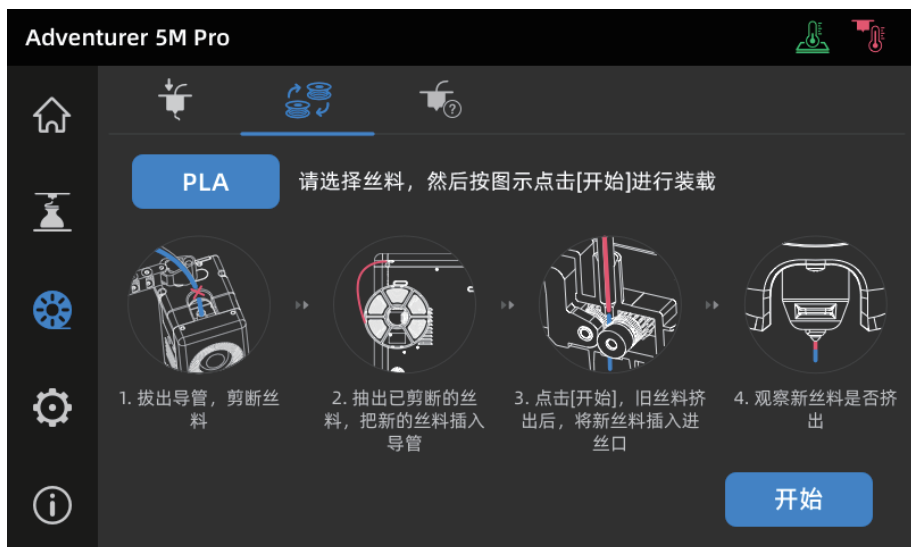 Adventurer 5M Pro
PLA
请选择丝料，然后按图示点击[开始]进行装载
1. 拔出导管，剪断丝
料
2. 抽出已剪断的丝
料，把新的丝料插入
导管
3. 点击[开始]，旧丝料挤
出后，将新丝料插入进
丝口
4. 观察新丝料是否挤
出
开始